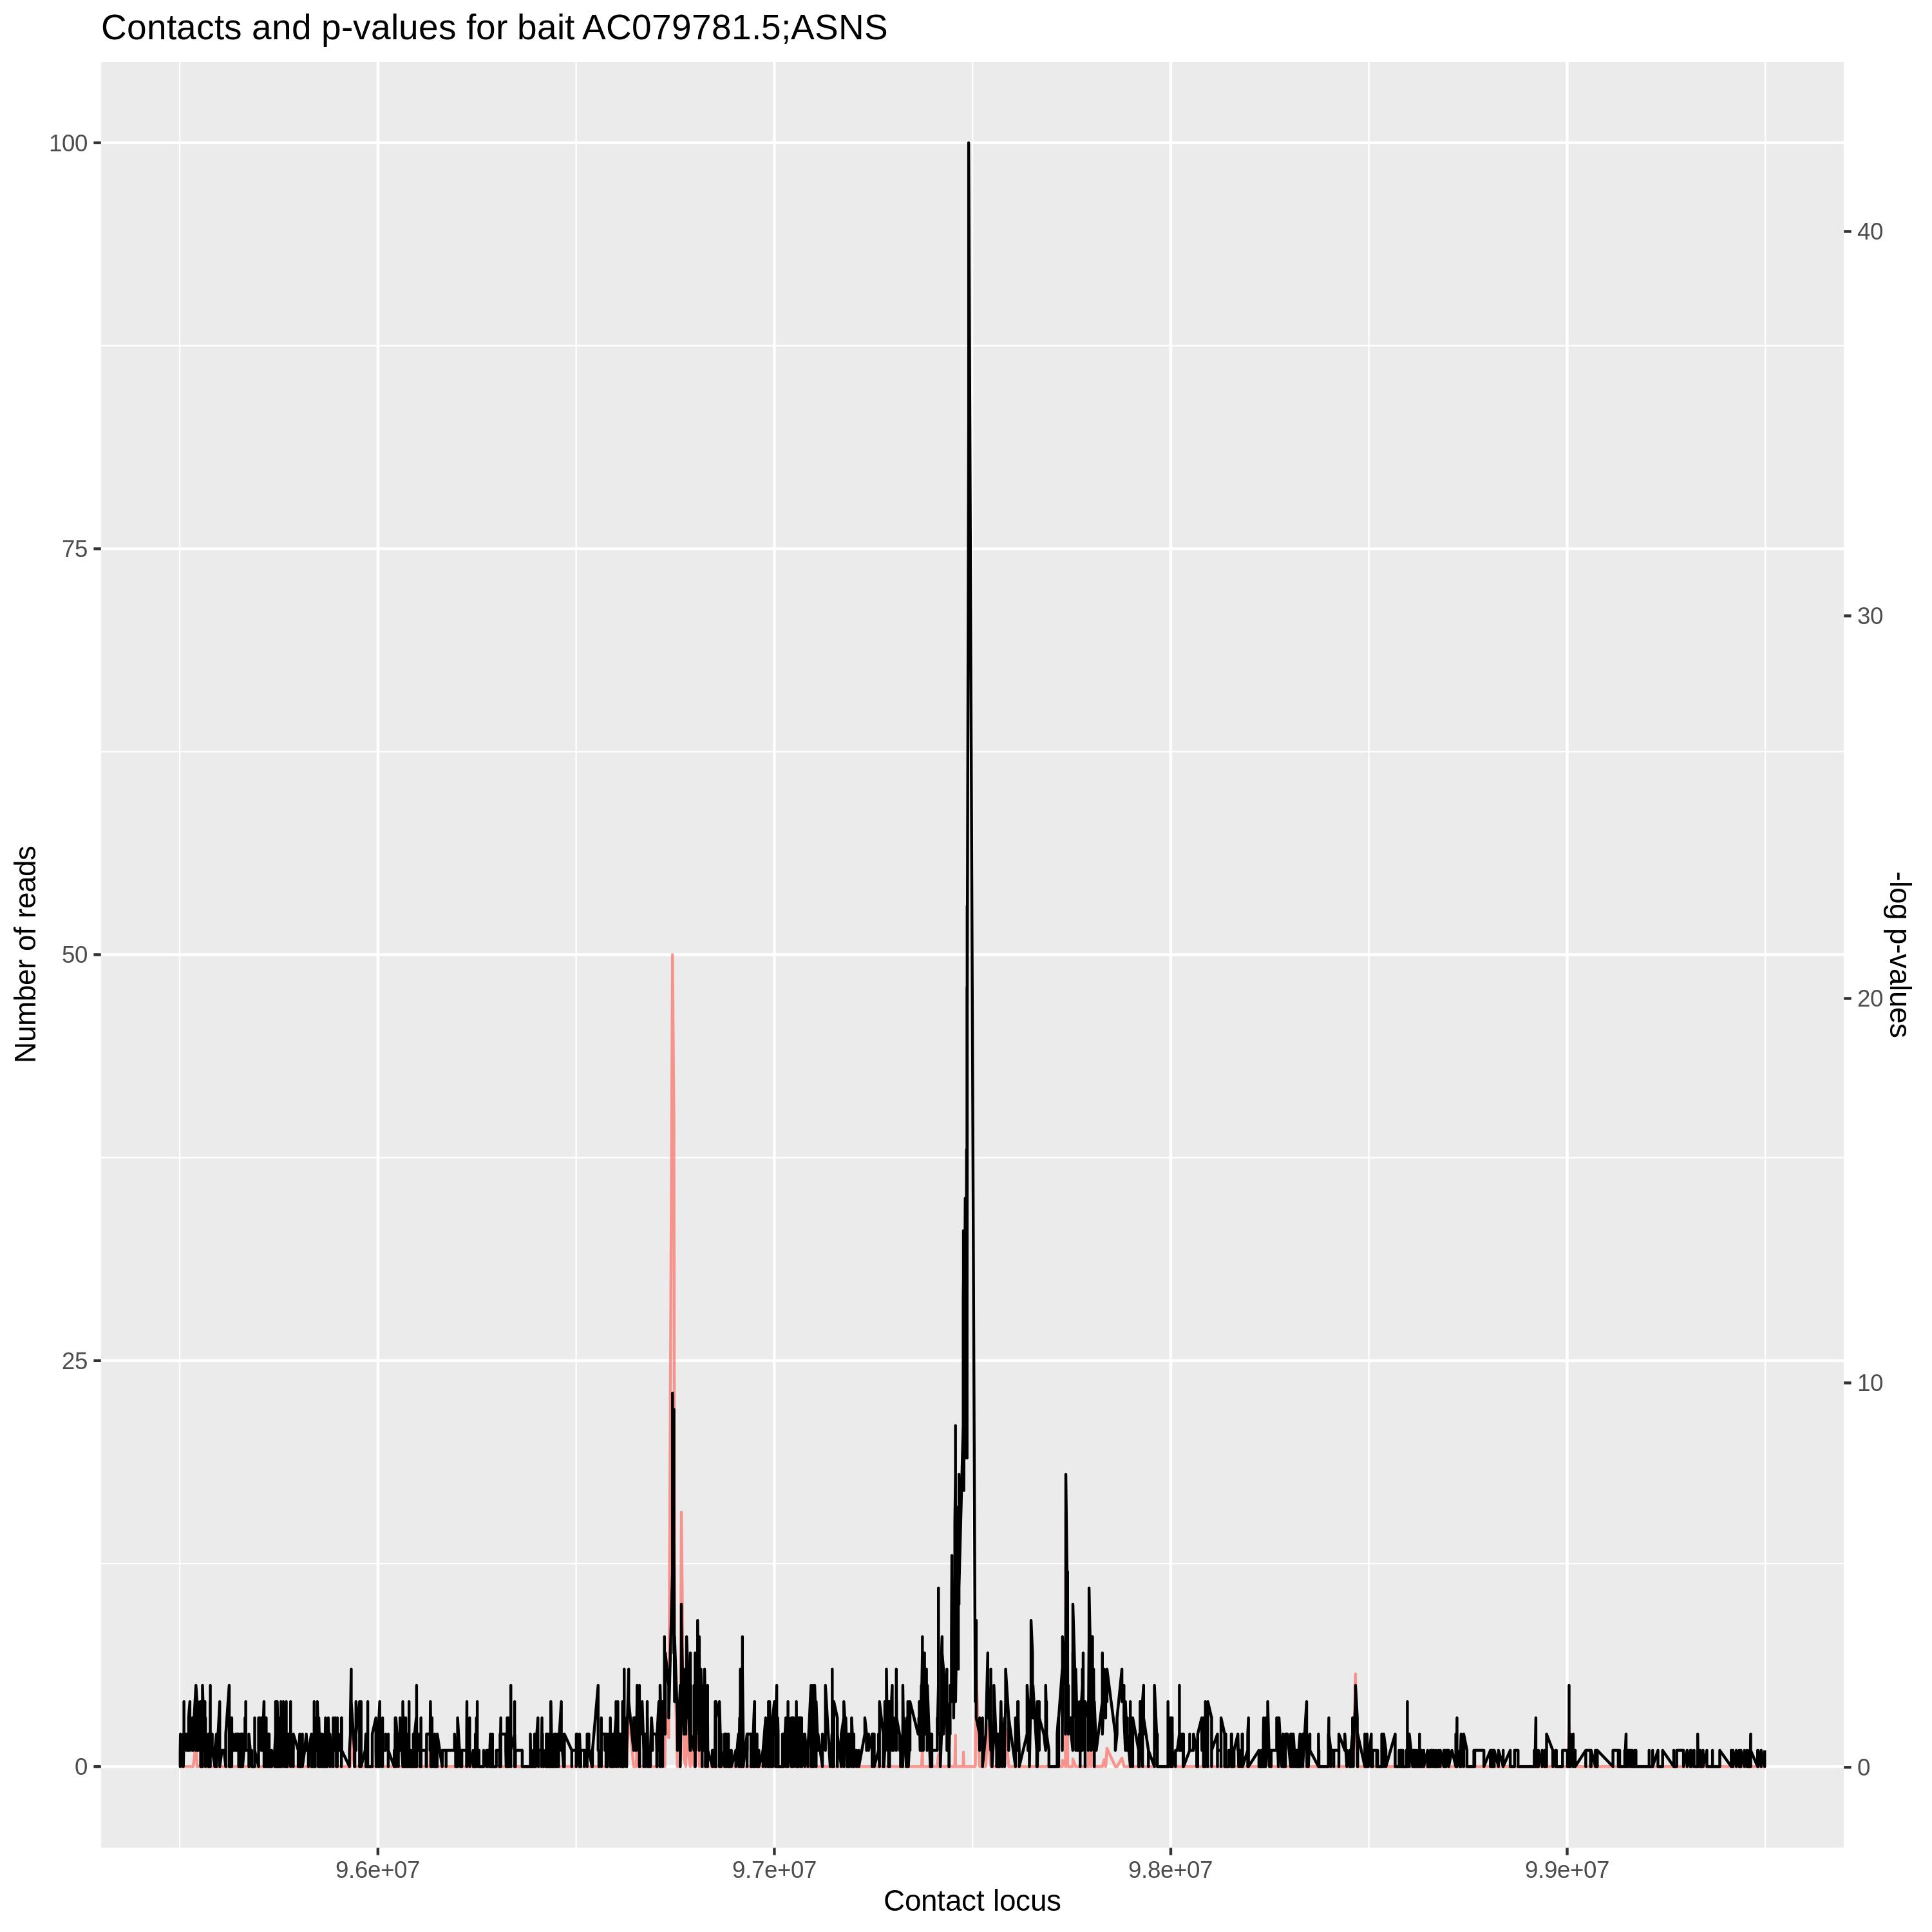 Contacts and p-values for bait AC079781.5;ASNS
100
75
50
25
0
Number of reads
40
30
20
10
0
-log p-values
9.6e+07
9.7e+07
9.8e+07
9.9e+07
Contact locus